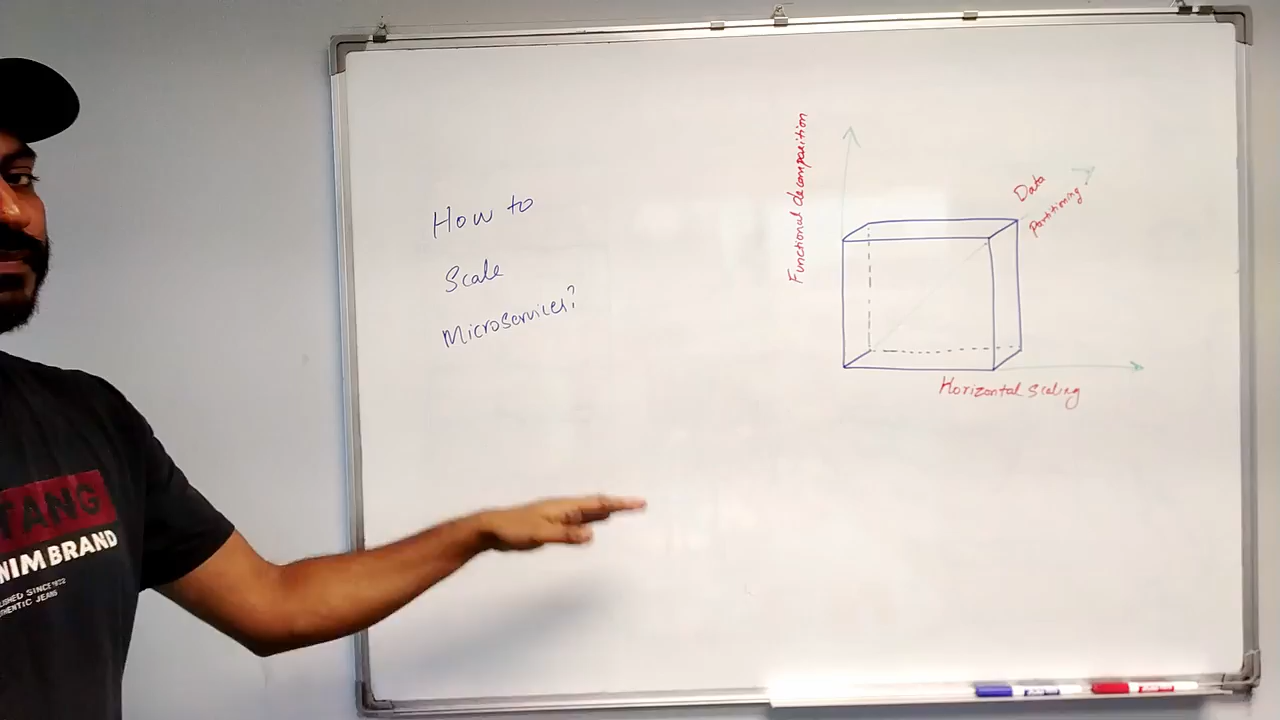 How to
Scale
Microservices?
Functional decomposition
Data
Partitioning
Horizontal Scaling
TANG
NIM BRAND